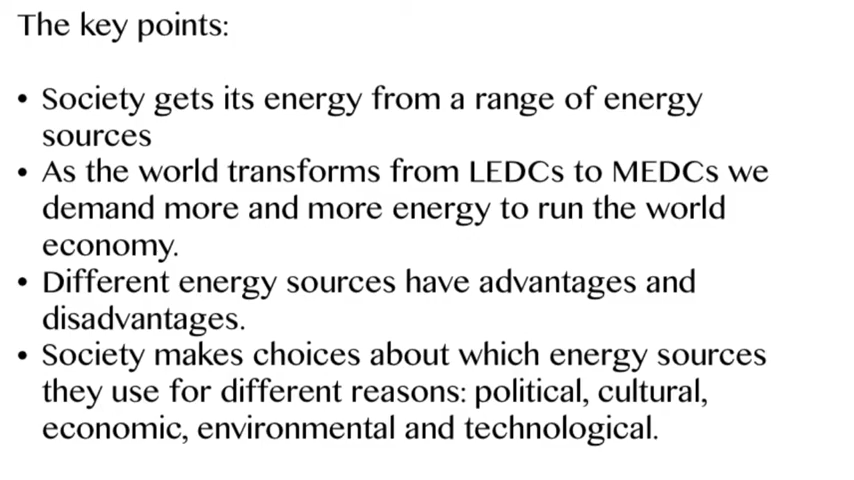 The key points:
• Society gets its energy from a range of energy
sources
• As the world transforms from LEDCs to MEDCs we
demand more and more energy to run the world
economy.
• Different energy sources have advantages and
disadvantages.
• Society makes choices about which energy sources
they use for different reasons: political, cultural,
economic, environmental and technological.